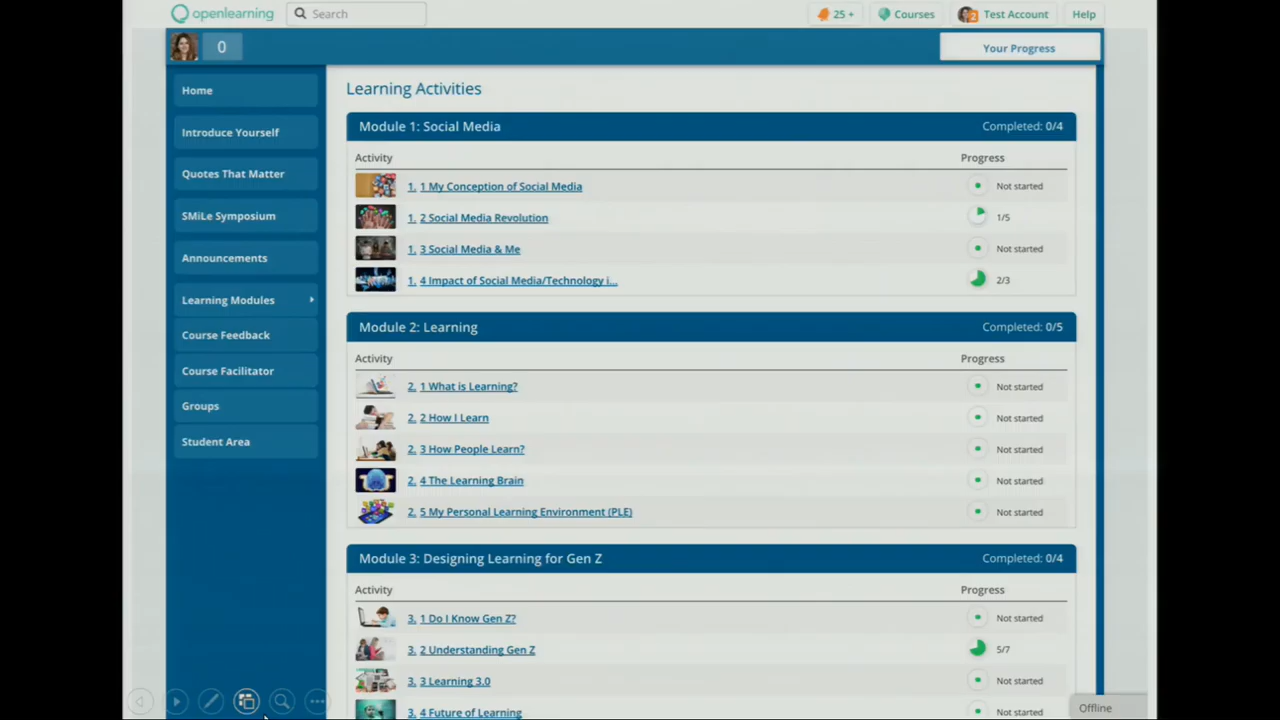 openlearning
Search
25 +
Courses
2
Test Account
Help
0
Your Progress
Home
Introduce Yourself
Quotes That Matter
SMiLe Symposium
Announcements
Learning Modules
Course Feedback
Course Facilitator
Groups
Student Area
Learning Activities
Module 1: Social Media Completed: 0/4
Activity Progress
1. 1 My Conception of Social Media Not started
1. 2 Social Media Revolution 1/5
1. 3 Social Media & Me Not started
1. 4 Impact of Social Media/Technology i... 2/3
Module 2: Learning Completed: 0/5
Activity Progress
2. 1 What is Learning? Not started
2. 2 How I Learn Not started
2. 3 How People Learn? Not started
2. 4 The Learning Brain Not started
2. 5 My Personal Learning Environment (PLE) Not started
Module 3: Designing Learning for Gen Z Completed: 0/4
Activity Progress
3. 1 Do I Know Gen Z? Not started
3. 2 Understanding Gen Z 5/7
3. 3 Learning 3.0 Not started
3. 4 Future of Learning Not started
Offline